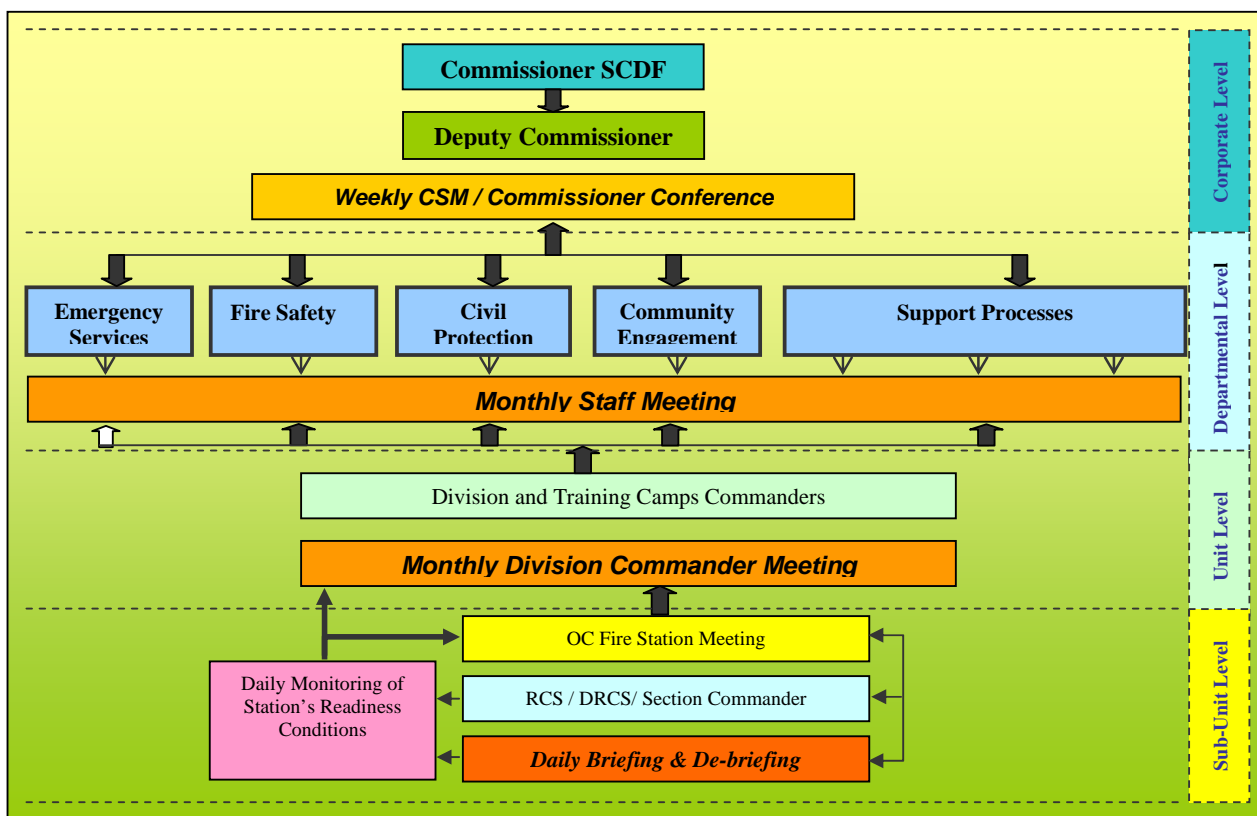 Commissioner SCDF
Deputy Commissioner
Weekly CSM / Commissioner Conference
Corporate Level
Emergency
Services
Fire Safety
Civil
Protection
Community
Engagement
Support Processes
Monthly Staff Meeting
Departmental Level
Division and Training Camps Commanders
Monthly Division Commander Meeting
Unit Level
OC Fire Station Meeting
Daily Monitoring of
Station's Readiness
Conditions
RCS / DRCS/ Section Commander
Daily Briefing & De-briefing
Sub-Unit Level